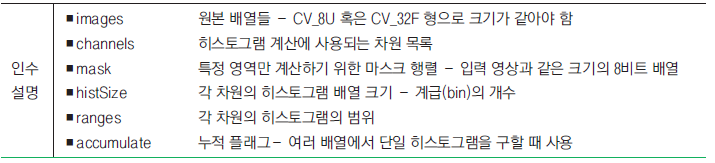 인수 설명
■ images 원본 배열들 - CV_8U 혹은 CV_32F 형으로 크기가 같아야 함
■ channels 히스토그램 계산에 사용되는 차원 목록
■ mask 특정 영역만 계산하기 위한 마스크 행렬 - 입력 영상과 같은 크기의 8비트 배열
■ histSize 각 차원의 히스토그램 배열 크기 - 계급(bin)의 개수
■ ranges 각 차원의 히스토그램의 범위
■ accumulate 누적 플래그- 여러 배열에서 단일 히스토그램을 구할 때 사용